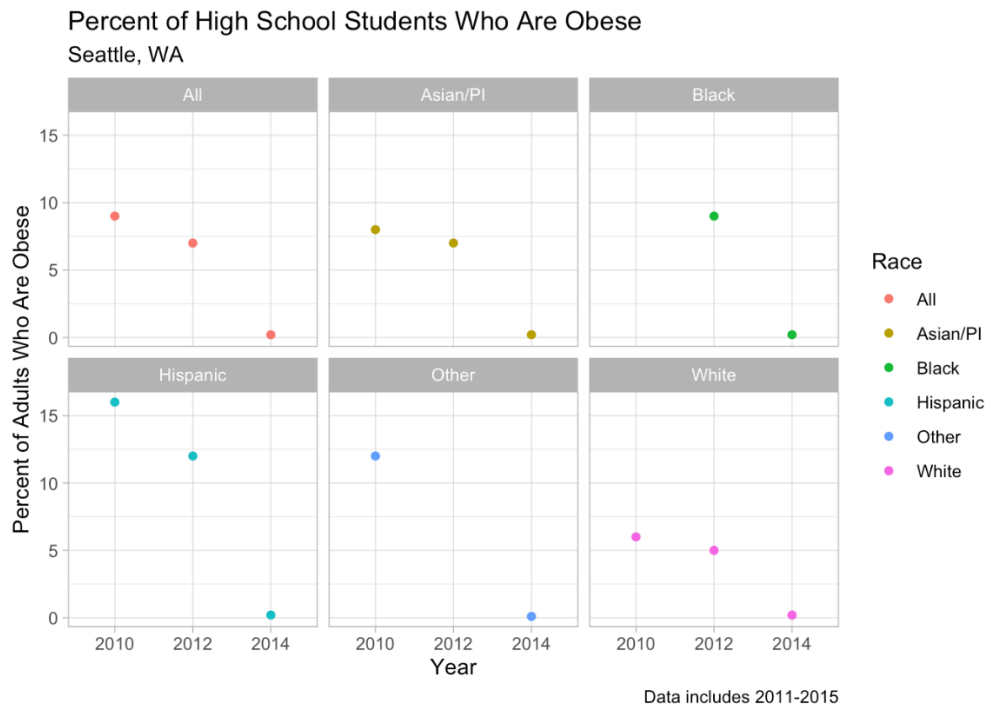 Percent of High School Students Who Are Obese
Seattle, WA
All
Asian/PI
Black
15
10
5
0
Percent of Adults Who Are Obese
Hispanic
Other
White
15
10
5
0
2010
2012
2014
2010
2012
2014
2010
2012
2014
Year
Race
All
Asian/PI
Black
Hispanic
Other
White
Data includes 2011-2015